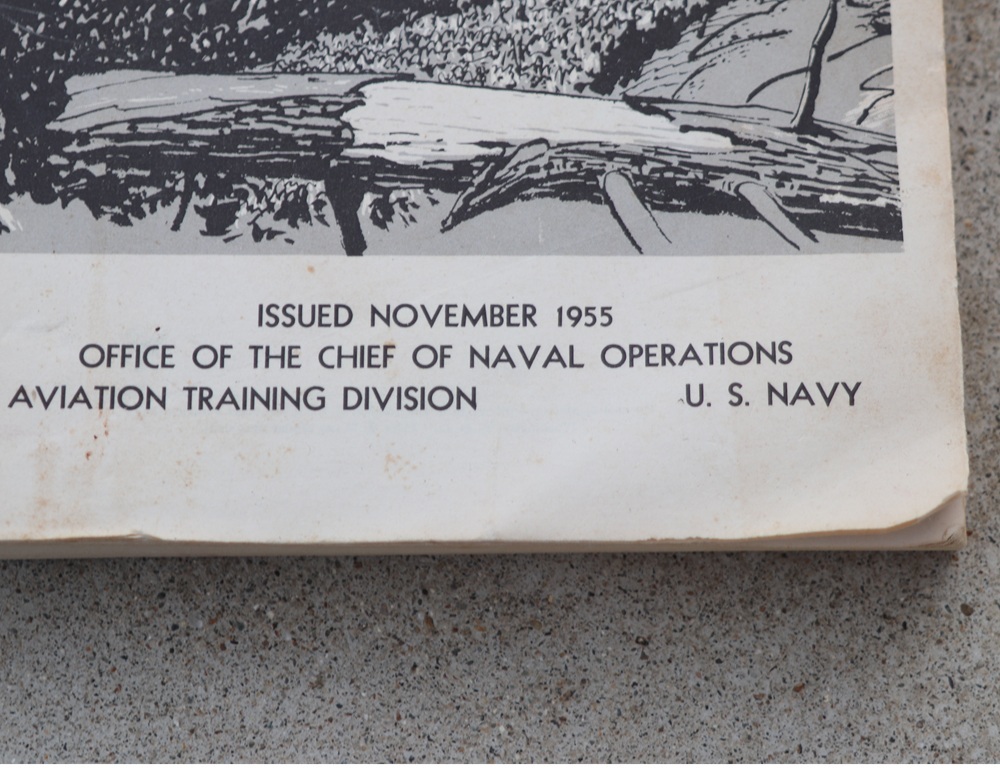 ISSUED NOVEMBER 1955
OFFICE OF THE CHIEF OF NAVAL OPERATIONS
AVIATION TRAINING DIVISION U. S. NAVY